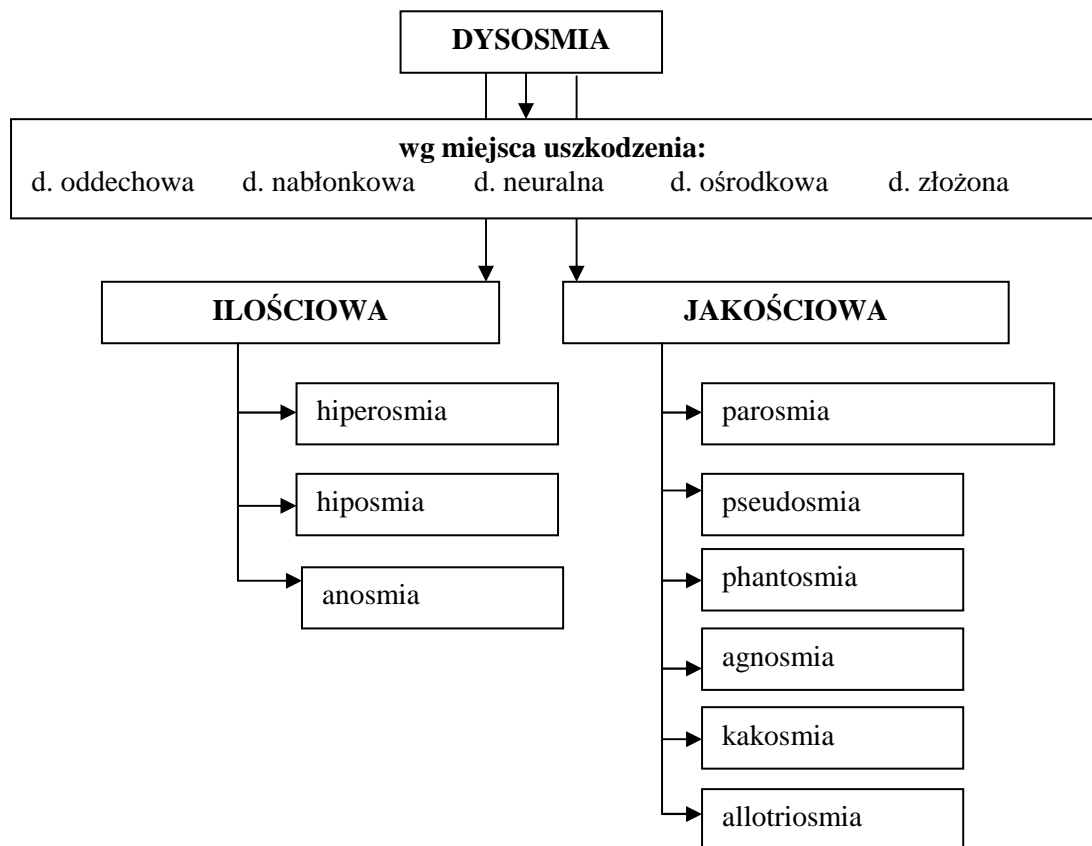 DYSOSMIA
wg miejsca uszkodzenia:
d. oddechowa d. nabłonkowa d. neuralna d. ośrodkowa d. złożona
ILOŚCIOWA
hiperosmia
hiposmia
anosmia
JAKOŚCIOWA
parosmia
pseudosmia
phantosmia
agnosmia
kakosmia
allotriosmia